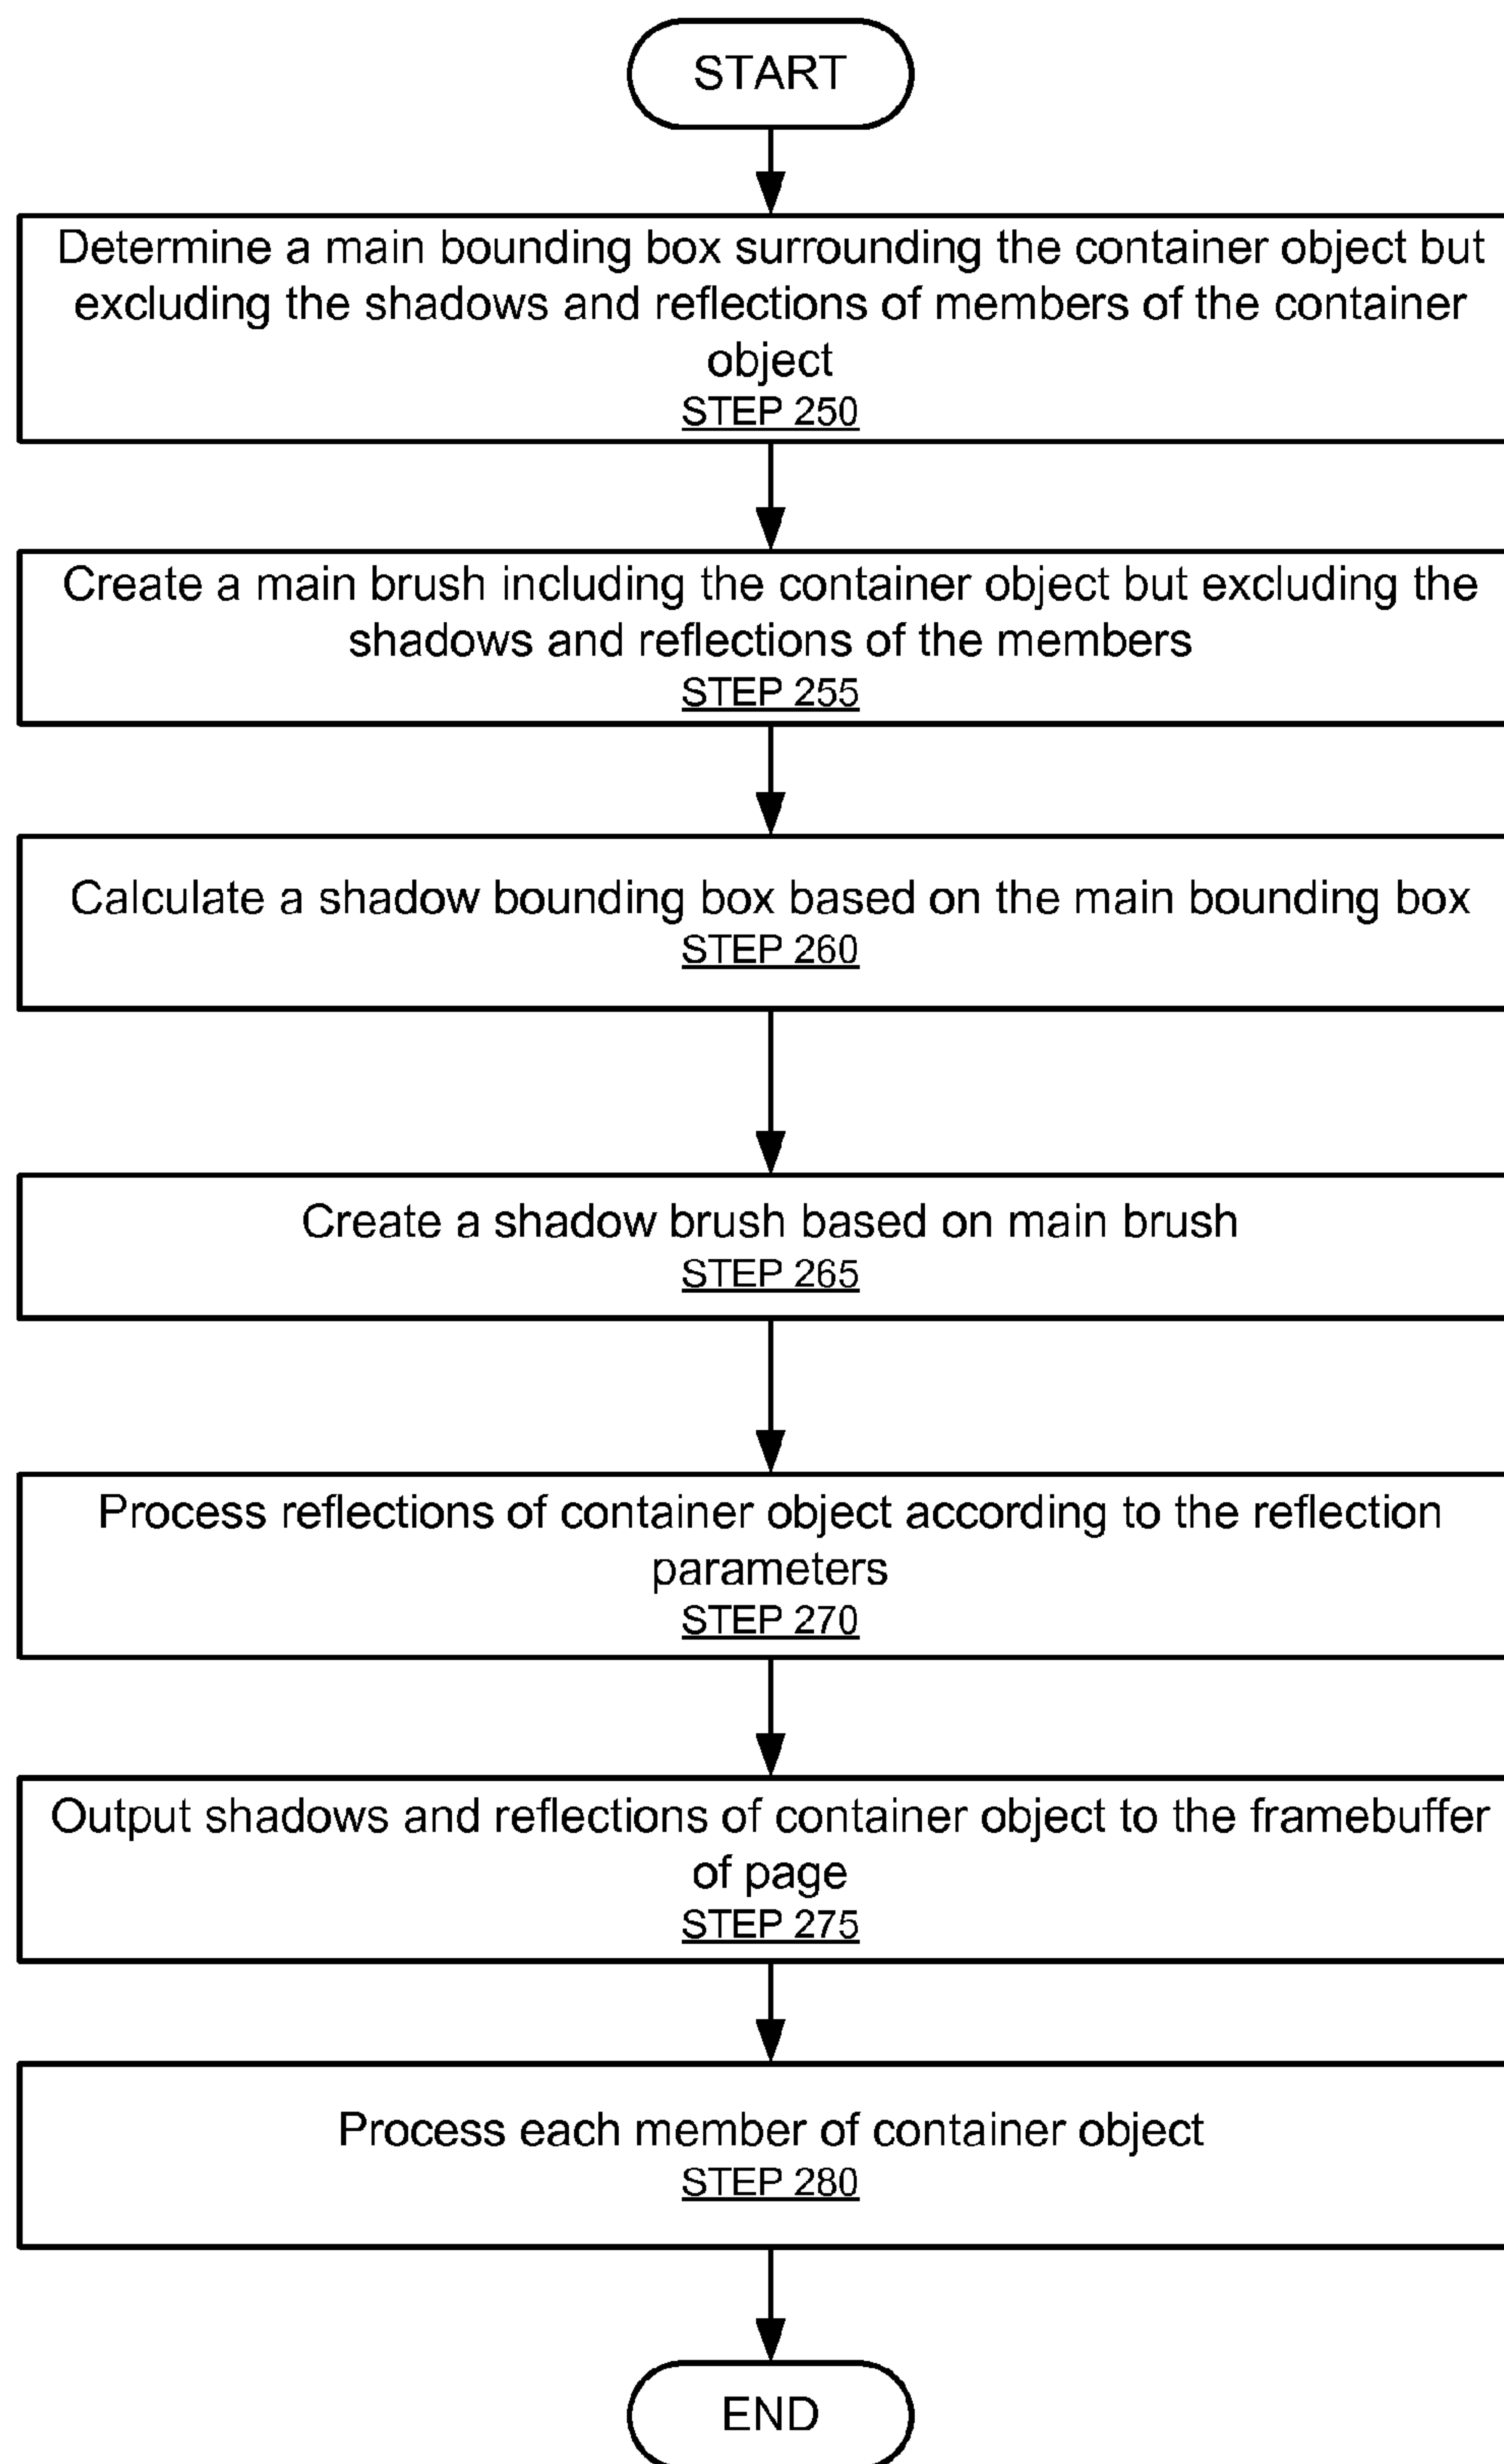 START
Determine a main bounding box surrounding the container object but
excluding the shadows and reflections of members of the container
object
STEP 250
Create a main brush including the container object but excluding the
shadows and reflections of the members
STEP 255
Calculate a shadow bounding box based on the main bounding box
STEP 260
Create a shadow brush based on main brush
STEP 265
Process reflections of container object according to the reflection
parameters
STEP 270
Output shadows and reflections of container object to the framebuffer
of page
STEP 275
Process each member of container object
STEP 280
END